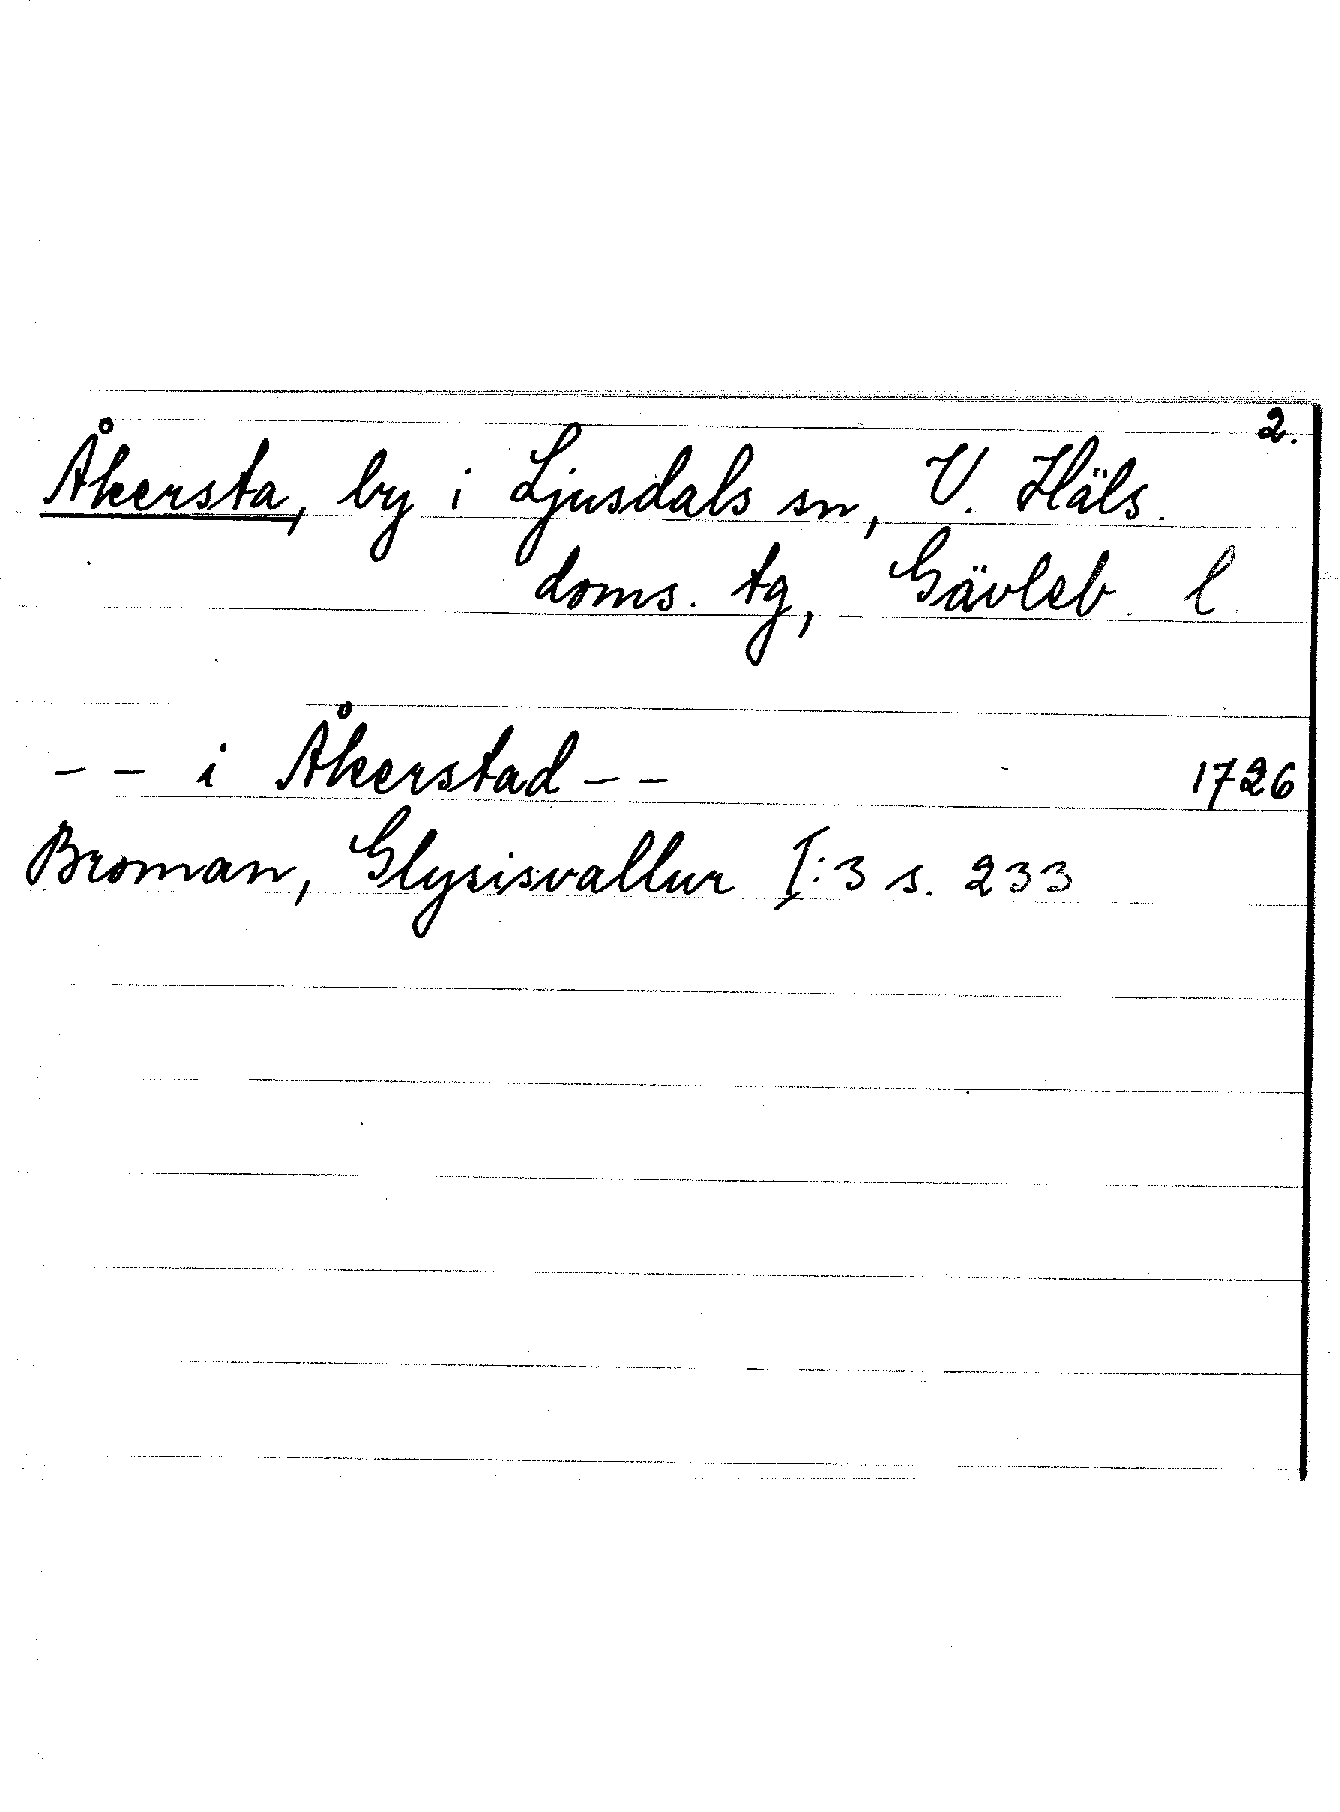 2.
Åkersta, by i Ljusdals sn, V. Häls.
doms. tg, Gävleb. l.
-- i Åkerstad -- 1726
Broman, Glysisvallur I:3 s. 233